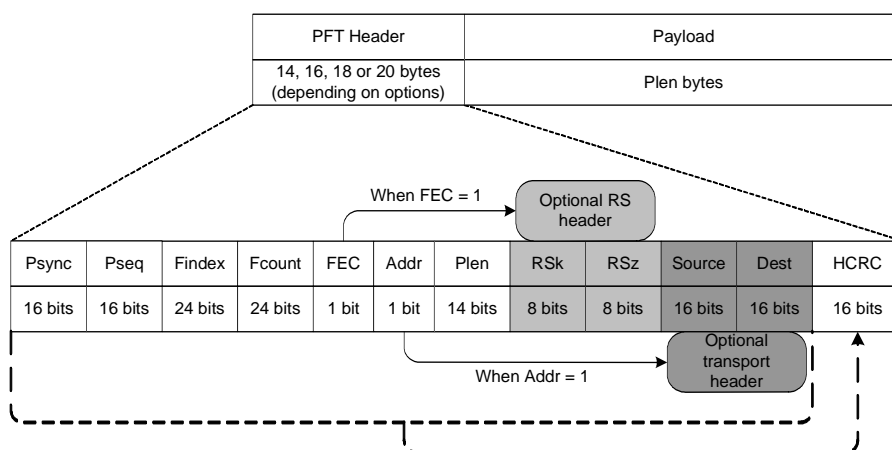 PFT Header Payload
14, 16, 18 or 20 bytes
(depending on options)
Plen bytes
When FEC = 1
Optional RS
header
Psync Pseq Findex Fcount FEC Addr Plen RSk RSz Source Dest HCRC
16 bits 16 bits 24 bits 24 bits 1 bit 1 bit 14 bits 8 bits 8 bits 16 bits 16 bits 16 bits
When Addr = 1
Optional
transport
header